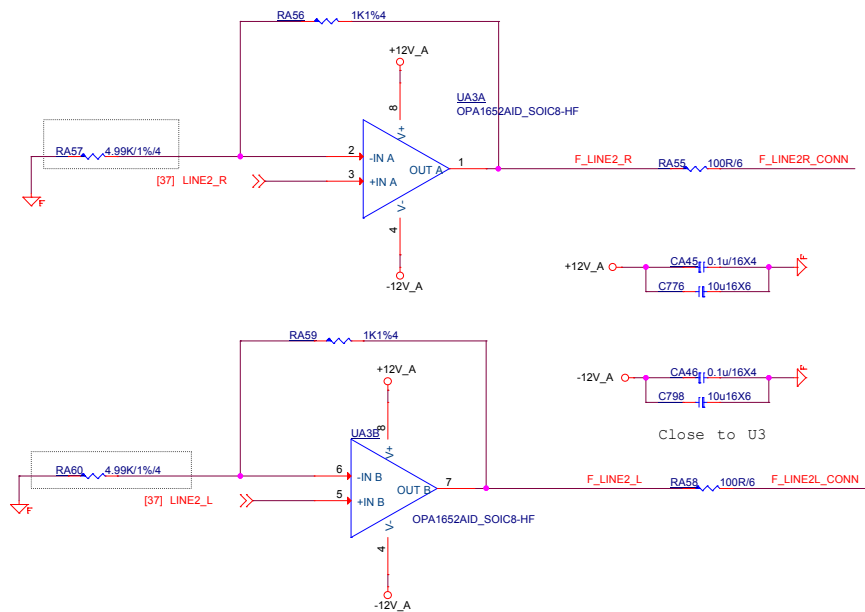 RA56 1K1%4
+12V_A
8
UA3A
OPA1652AID_SOIC8-HF
V+
RA57 4.99K/1%/4
2 -IN A
OUT A 1
F_LINE2_R
RA55 100R/6
F_LINE2R_CONN
[37] LINE2_R
3 +IN A
F
V-
4
-12V_A
+12V_A
CA45 0.1u/16X4
F
C776 10u16X6
RA59 1K1%4
+12V_A
8
-12V_A
CA46 0.1u/16X4
F
C798 10u16X6
Close to U3
UA3B
V+
RA60 4.99K/1%/4
6 -IN B
OUT B 7
F_LINE2_L
RA58 100R/6
F_LINE2L_CONN
[37] LINE2_L
5 +IN B
F
V-
OPA1652AID_SOIC8-HF
4
-12V_A